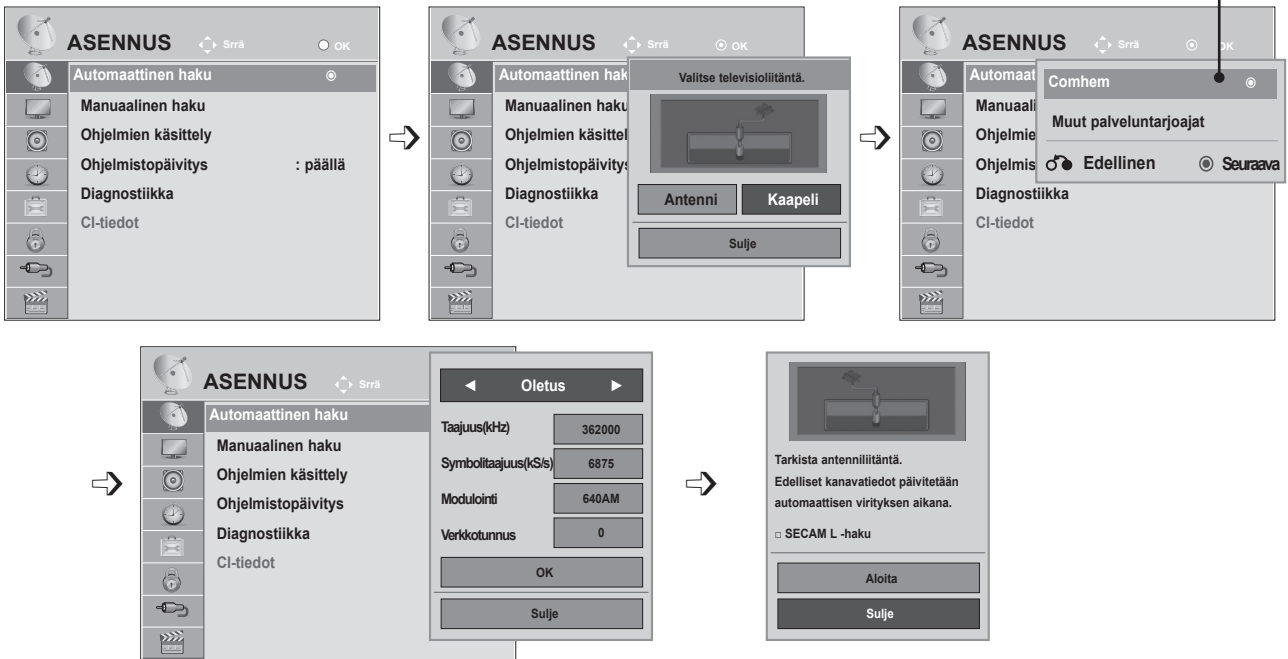 ASENNUS Srrä OK
Automaattinen haku
Manuaalinen haku
Ohjelmien käsittely
Ohjelmistopäivitys : päällä
Diagnostiikka
CI-tiedot
ASENNUS Srrä OK
Automaattinen hak
Manuaalinen haku
Ohjelmien käsittel
Ohjelmistopäivitys
Diagnostiikka
CI-tiedot
Valitse televisioliitäntä.
Antenni Kaapeli
Sulje
ASENNUS Srrä OK
Automaat
Manuaali
Ohjelmie
Ohjelmis
Diagnostiikka
CI-tiedot
Comhem
Muut palveluntarjoajat
Edellinen Seuraava
ASENNUS Srrä
Automaattinen haku
Manuaalinen haku
Ohjelmien käsittely
Ohjelmistopäivitys
Diagnostiikka
CI-tiedot
◄ Oletus ►
Taajuus(kHz) 362000
Symbolitaajuus(kS/s) 6875
Modulointi 640AM
Verkkotunnus 0
OK
Sulje
Tarkista antenniliitäntä.
Edelliset kanavatiedot päivitetään
automaattisen virityksen aikana.
□ SECAM L -haku
Aloita
Sulje